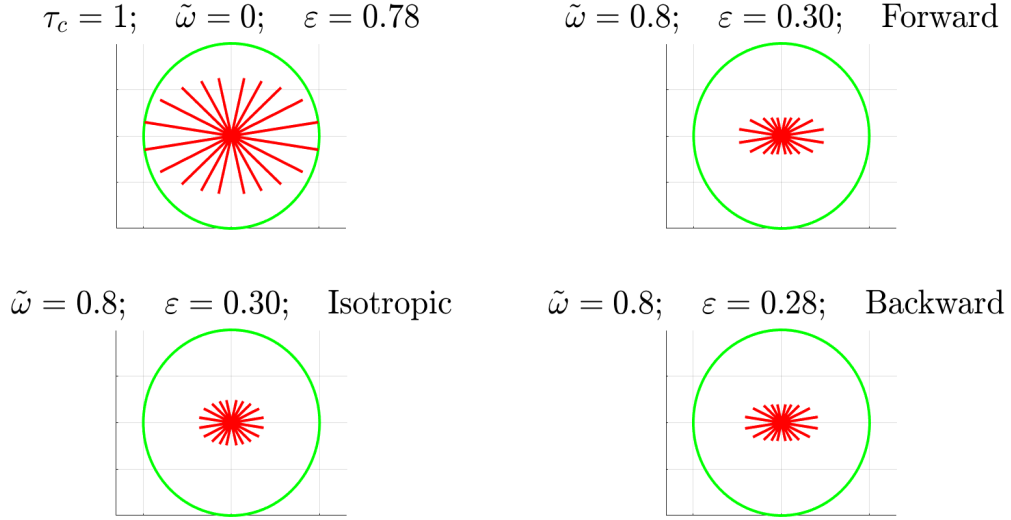 τ_c = 1; ω̃ = 0; ε = 0.78
ω̃ = 0.8; ε = 0.30; Forward
ω̃ = 0.8; ε = 0.30; Isotropic
ω̃ = 0.8; ε = 0.28; Backward